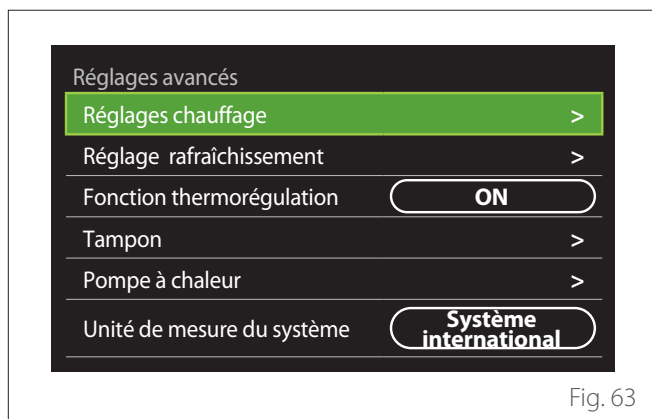 Réglages avancés
Réglages chauffage >
Réglage rafraîchissement >
Fonction thermorégulation ON
Tampon >
Pompe à chaleur >
Unité de mesure du système Système
international
Fig. 63